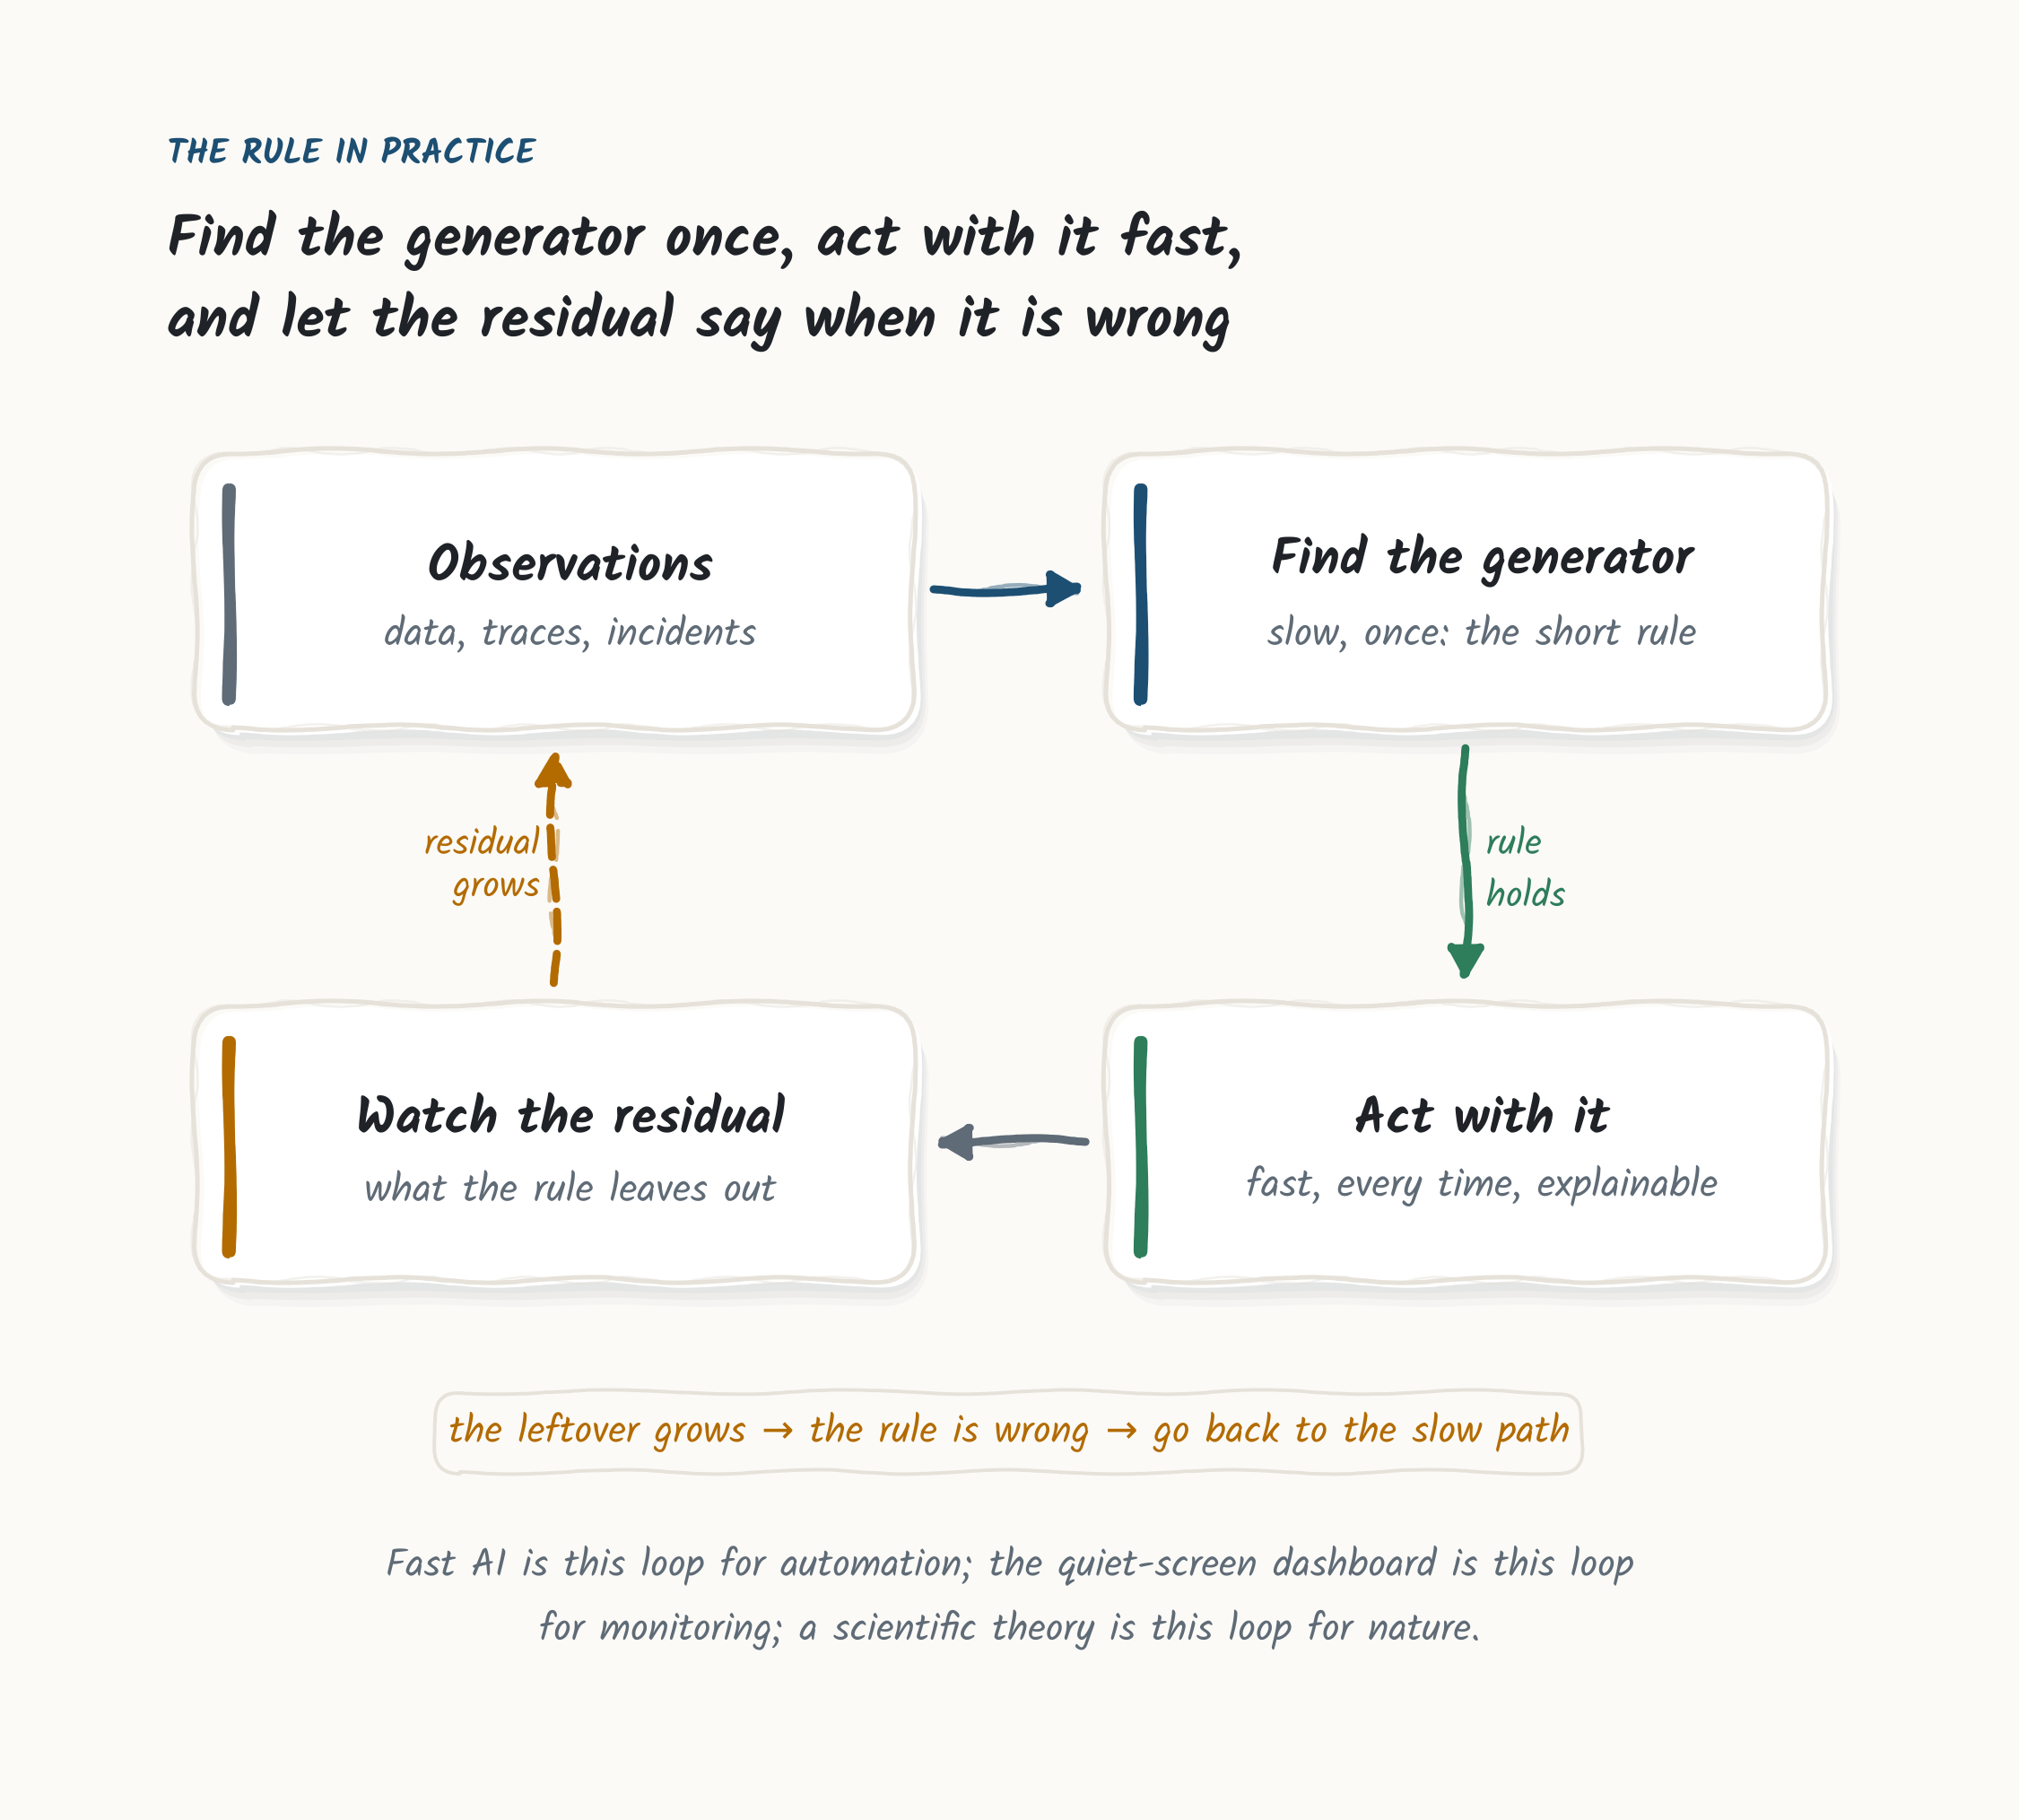 THE RULE IN PRACTICE
Find the generator once, act with it fast,
and let the residual say when it is wrong
Observations
data, traces, incidents
Find the generator
slow, once: the short rule
residual
grows
rule
holds
Watch the residual
what the rule leaves out
Act with it
fast, every time, explainable
the leftover grows → the rule is wrong → go back to the slow path
Fast AI is this loop for automation; the quiet-screen dashboard is this loop
for monitoring; a scientific theory is this loop for nature.